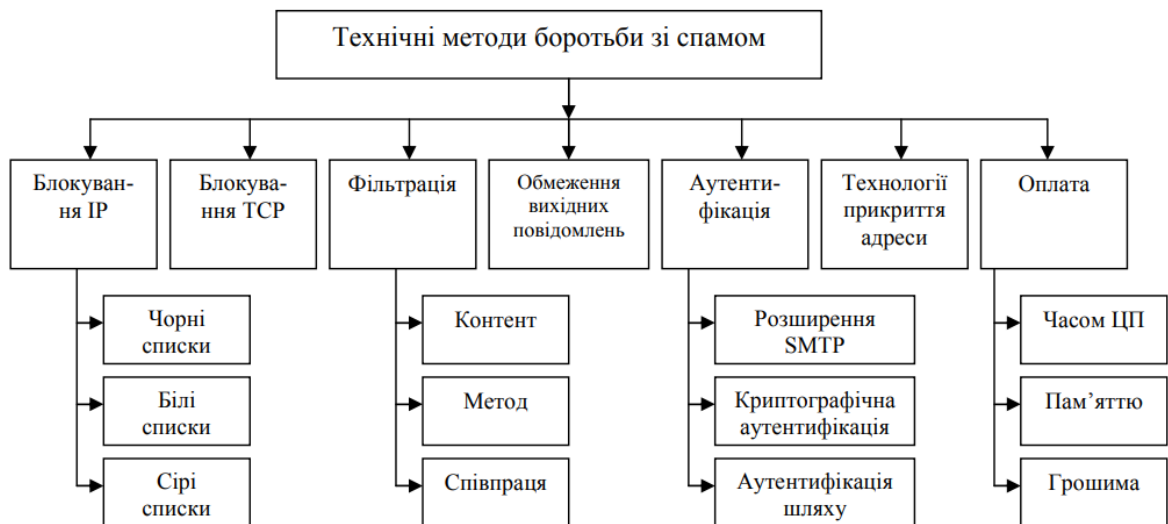 Технічні методи боротьби зі спамом
Блокуван-
ня IP
Блокува-
ння TCP
Фільтрація
Обмеження
вихідних
повідомлень
Аутенти-
фікація
Технології
прикриття
адреси
Оплата
Чорні
списки
Білі
списки
Сірі
списки
Контент
Метод
Співпраця
Розширення
SMTP
Криптографічна
аутентифікація
Аутентифікація
шляху
Часом ЦП
Пам’яттю
Грошима